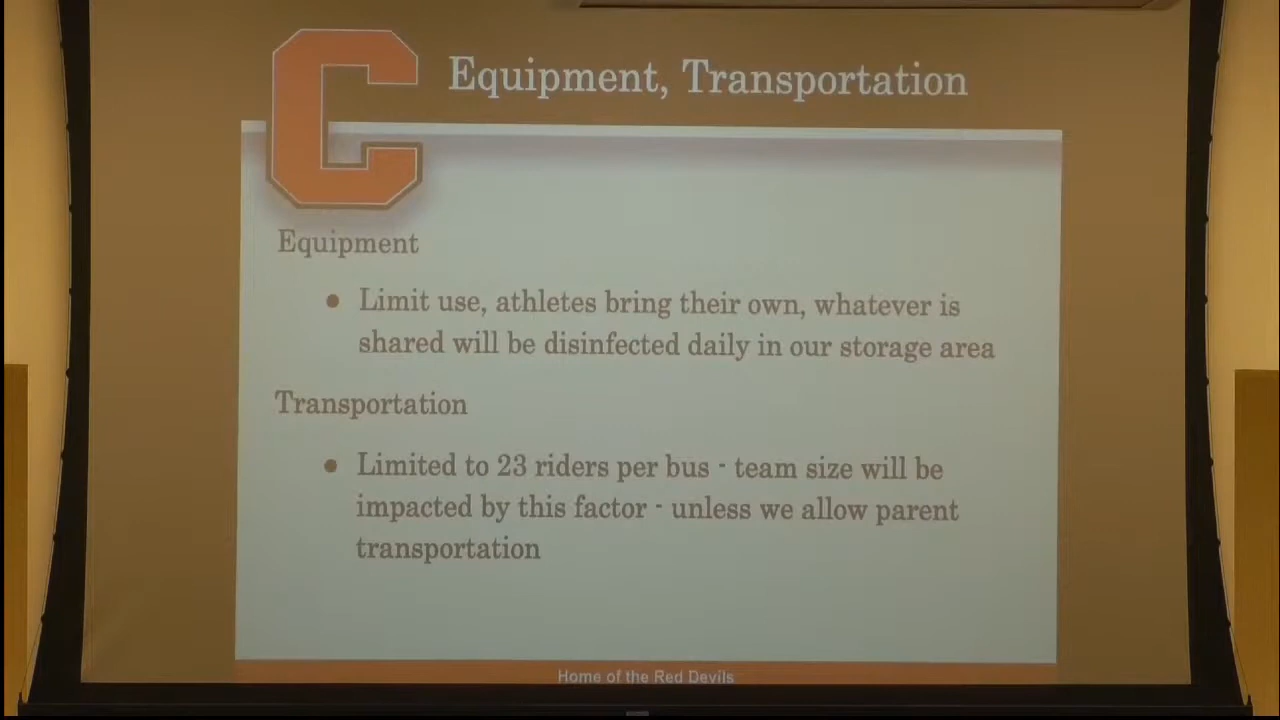 C
Equipment, Transportation
Equipment
● Limit use, athletes bring their own, whatever is
shared will be disinfected daily in our storage area
Transportation
● Limited to 23 riders per bus - team size will be
impacted by this factor - unless we allow parent
transportation
Home of the Red Devils